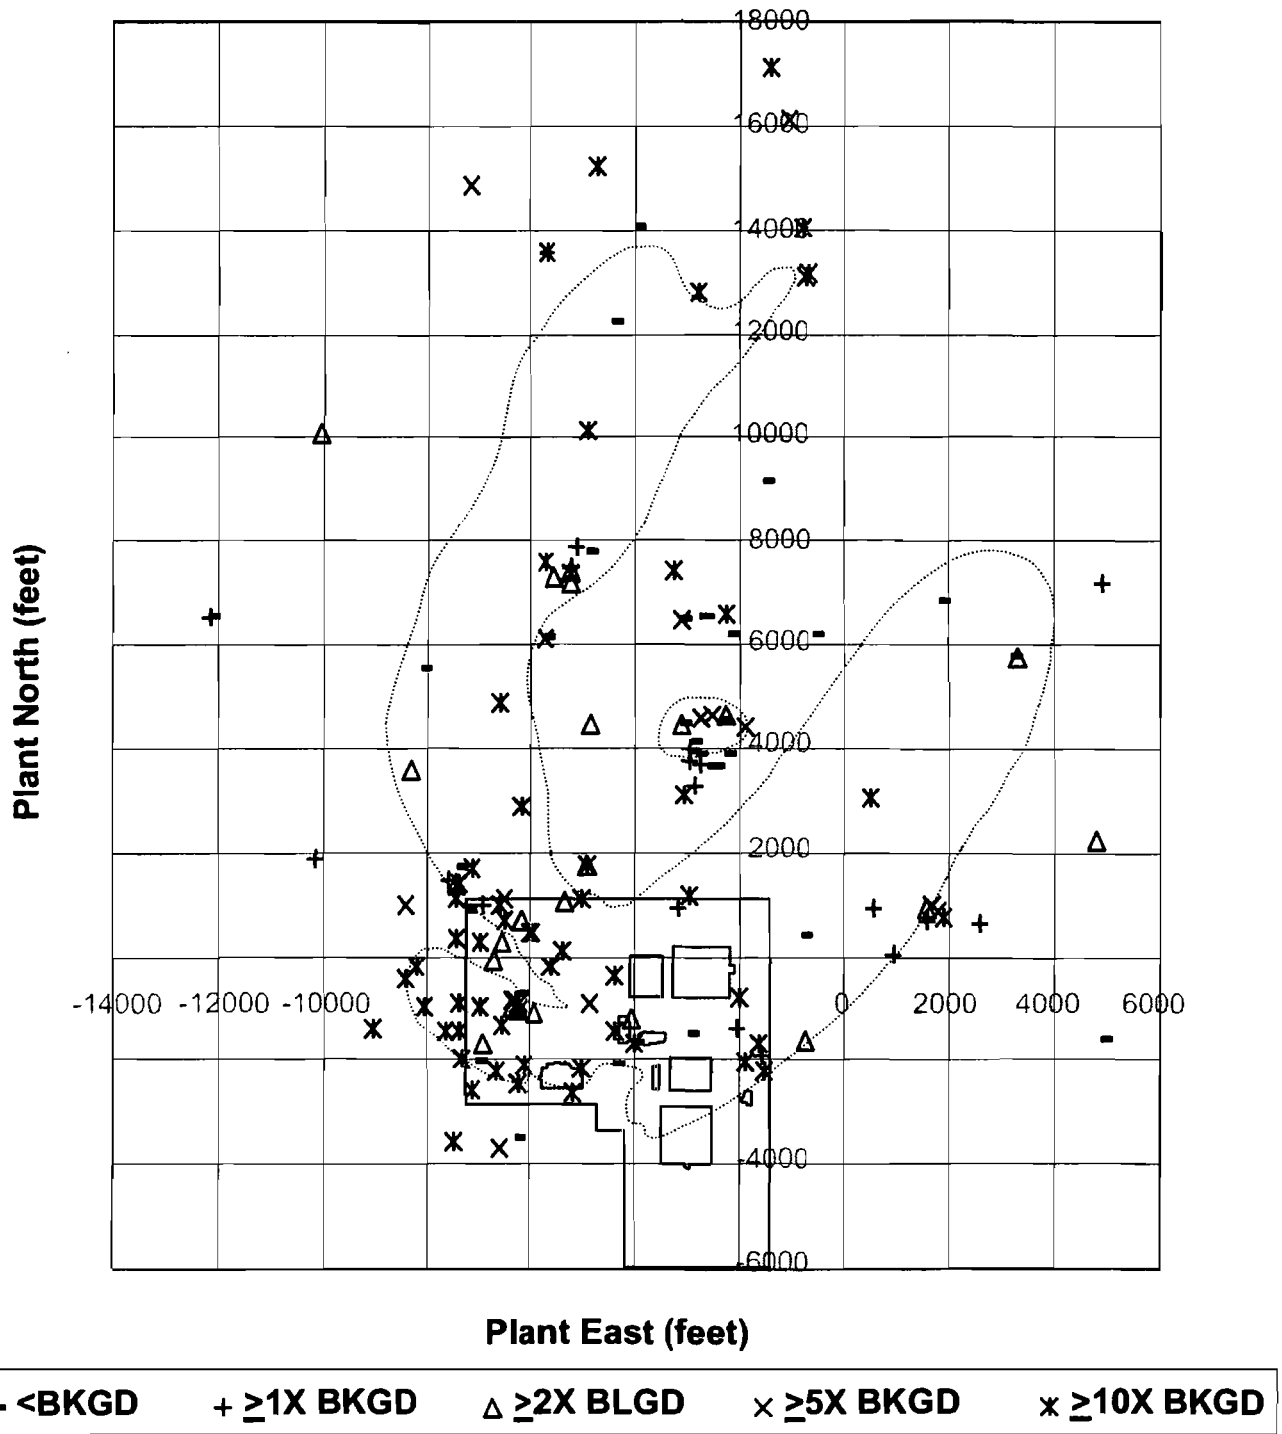 18000
16000
14000
12000
10000
8000
6000
4000
2000
-14000 -12000 -10000 0 2000 4000 6000
-4000
-6000
Plant North (feet)
Plant East (feet)
- <BKGD + ≥1X BKGD △ ≥2X BLGD × ≥5X BKGD ⁎ ≥10X BKGD